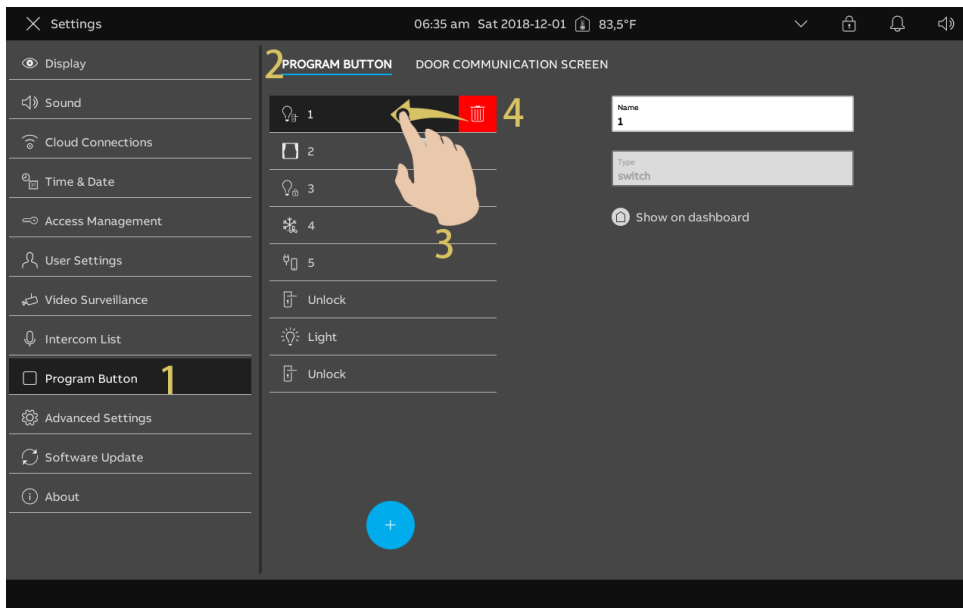 Settings
06:35 am Sat 2018-12-01 83,5°F
Display
Sound
Cloud Connections
Time & Date
31
Access Management
User Settings
Video Surveillance
Intercom List
Program Button 1
Advanced Settings
Software Update
About
2 PROGRAM BUTTON DOOR COMMUNICATION SCREEN
1 4
2
3
4
3
5
Unlock
Light
Unlock
+
Name
1
Type
switch
Show on dashboard